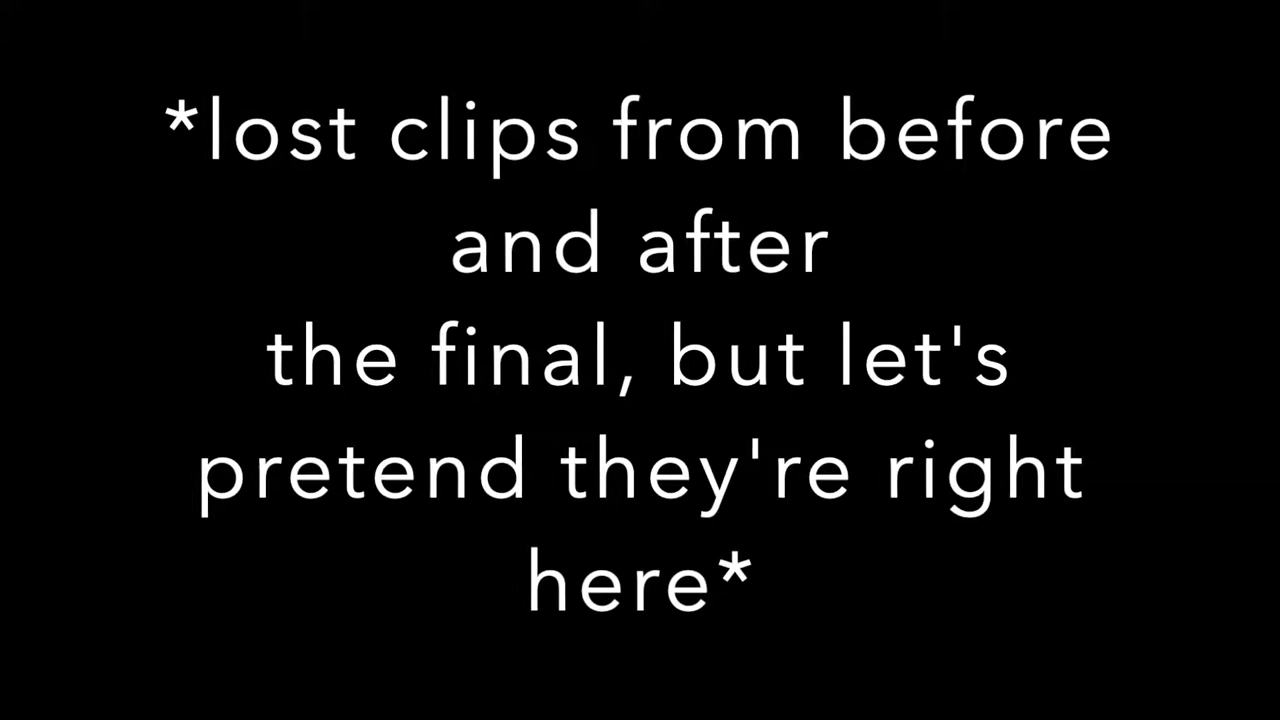 *lost clips from before
and after
the final, but let's
pretend they're right
here*